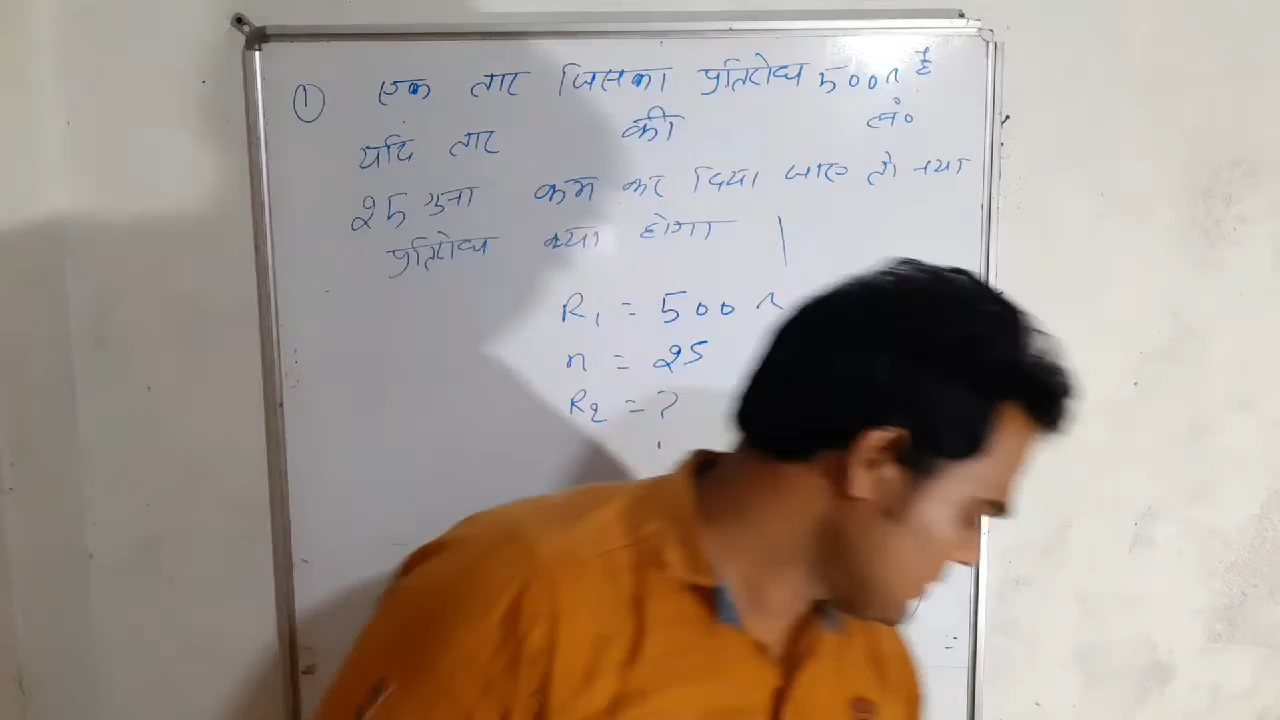 ① एक तार जिसका प्रतिरोध 500Ω है
यदि तार की लं०
25 गुना कम कर दिया जाए तो नया
प्रतिरोध क्या होगा |
R₁ = 500 Ω
n = 25
R₂ = ?